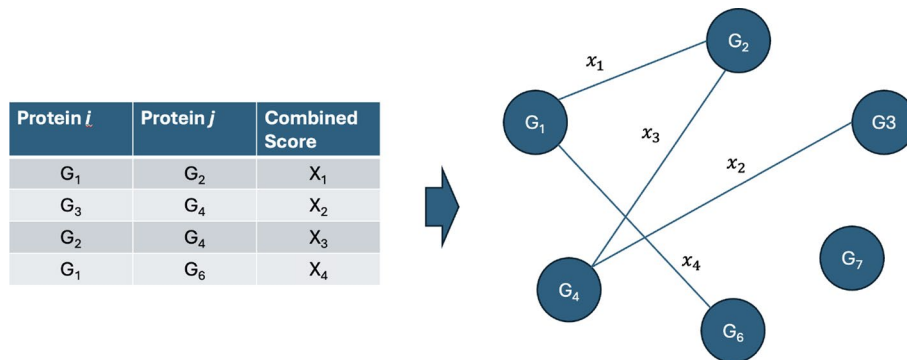 Protein i Protein j Combined Score
G₁ G₂ X₁
G₃ G₄ X₂
G₂ G₄ X₃
G₁ G₆ X₄
G₂
x₁
G₁
G3
x₃
x₂
G₇
x₄
G₄
G₆